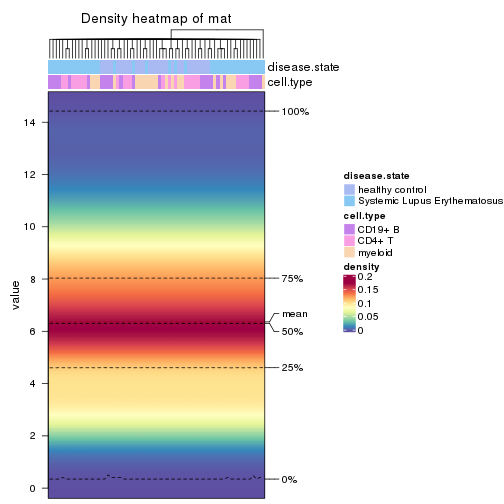 Density heatmap of mat
disease.state
cell.type
value
14
12
10
8
6
4
2
0
100%
75%
mean
50%
25%
0%
disease.state
healthy control
Systemic Lupus Erythematosus
cell.type
CD19+ B
CD4+ T
myeloid
density
0.2
0.15
0.1
0.05
0